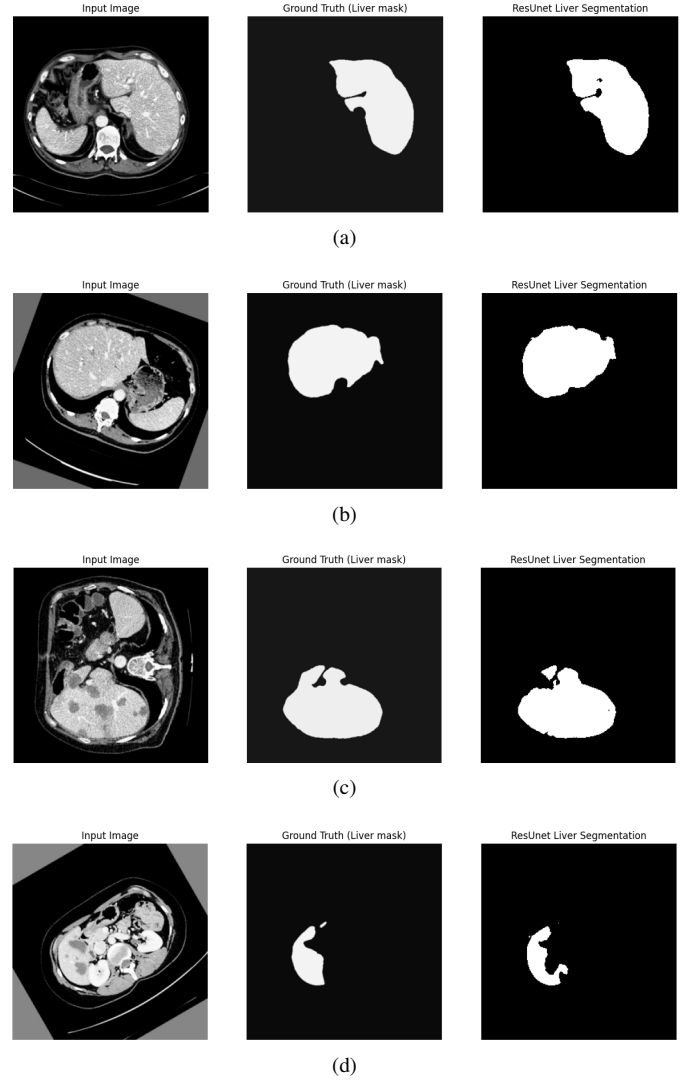 Input Image Ground Truth (Liver mask) ResUnet Liver Segmentation
(a)
Input Image Ground Truth (Liver mask) ResUnet Liver Segmentation
(b)
Input Image Ground Truth (Liver mask) ResUnet Liver Segmentation
(c)
Input Image Ground Truth (Liver mask) ResUnet Liver Segmentation
(d)